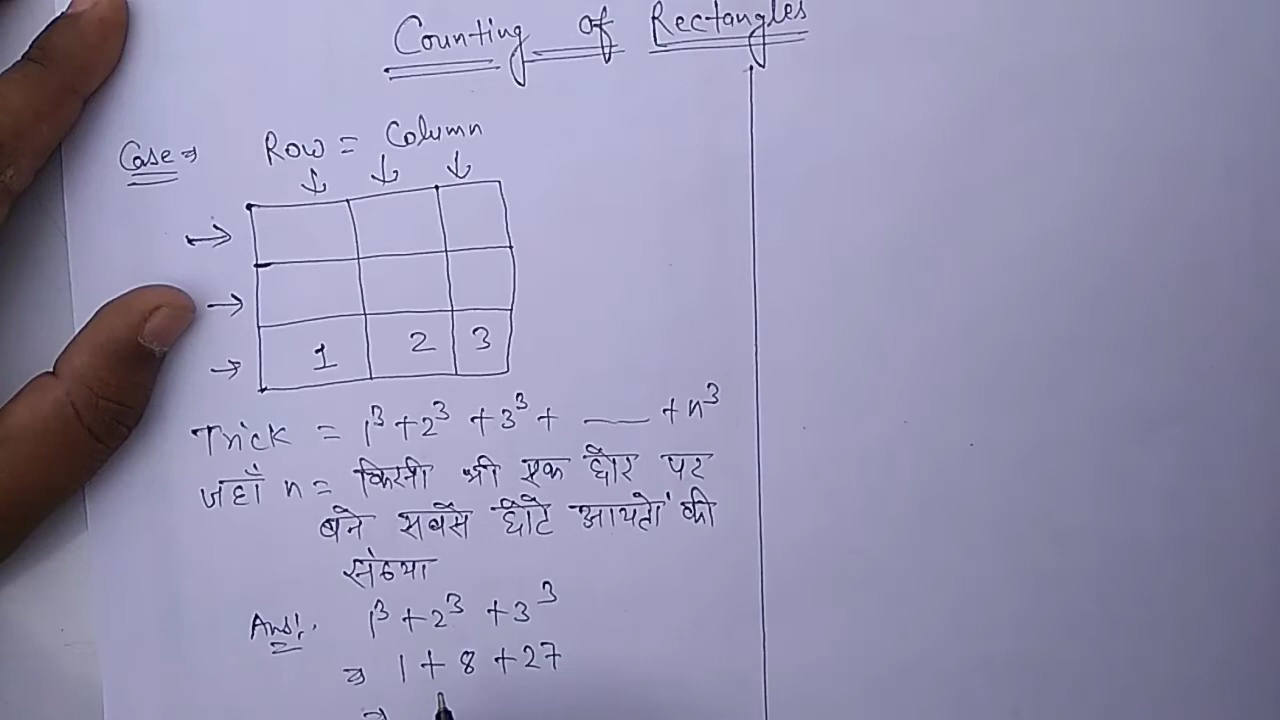 Counting of Rectangles
Case ⇒ Row = Column
1 2 3
Trick = 1³ + 2³ + 3³ + —— + n³
जहाँ n = किसी भी एक छोर पर
बने सबसे छोटे आयतों की
संख्या
Ans:. 1³ + 2³ + 3³
⇒ 1 + 8 + 27